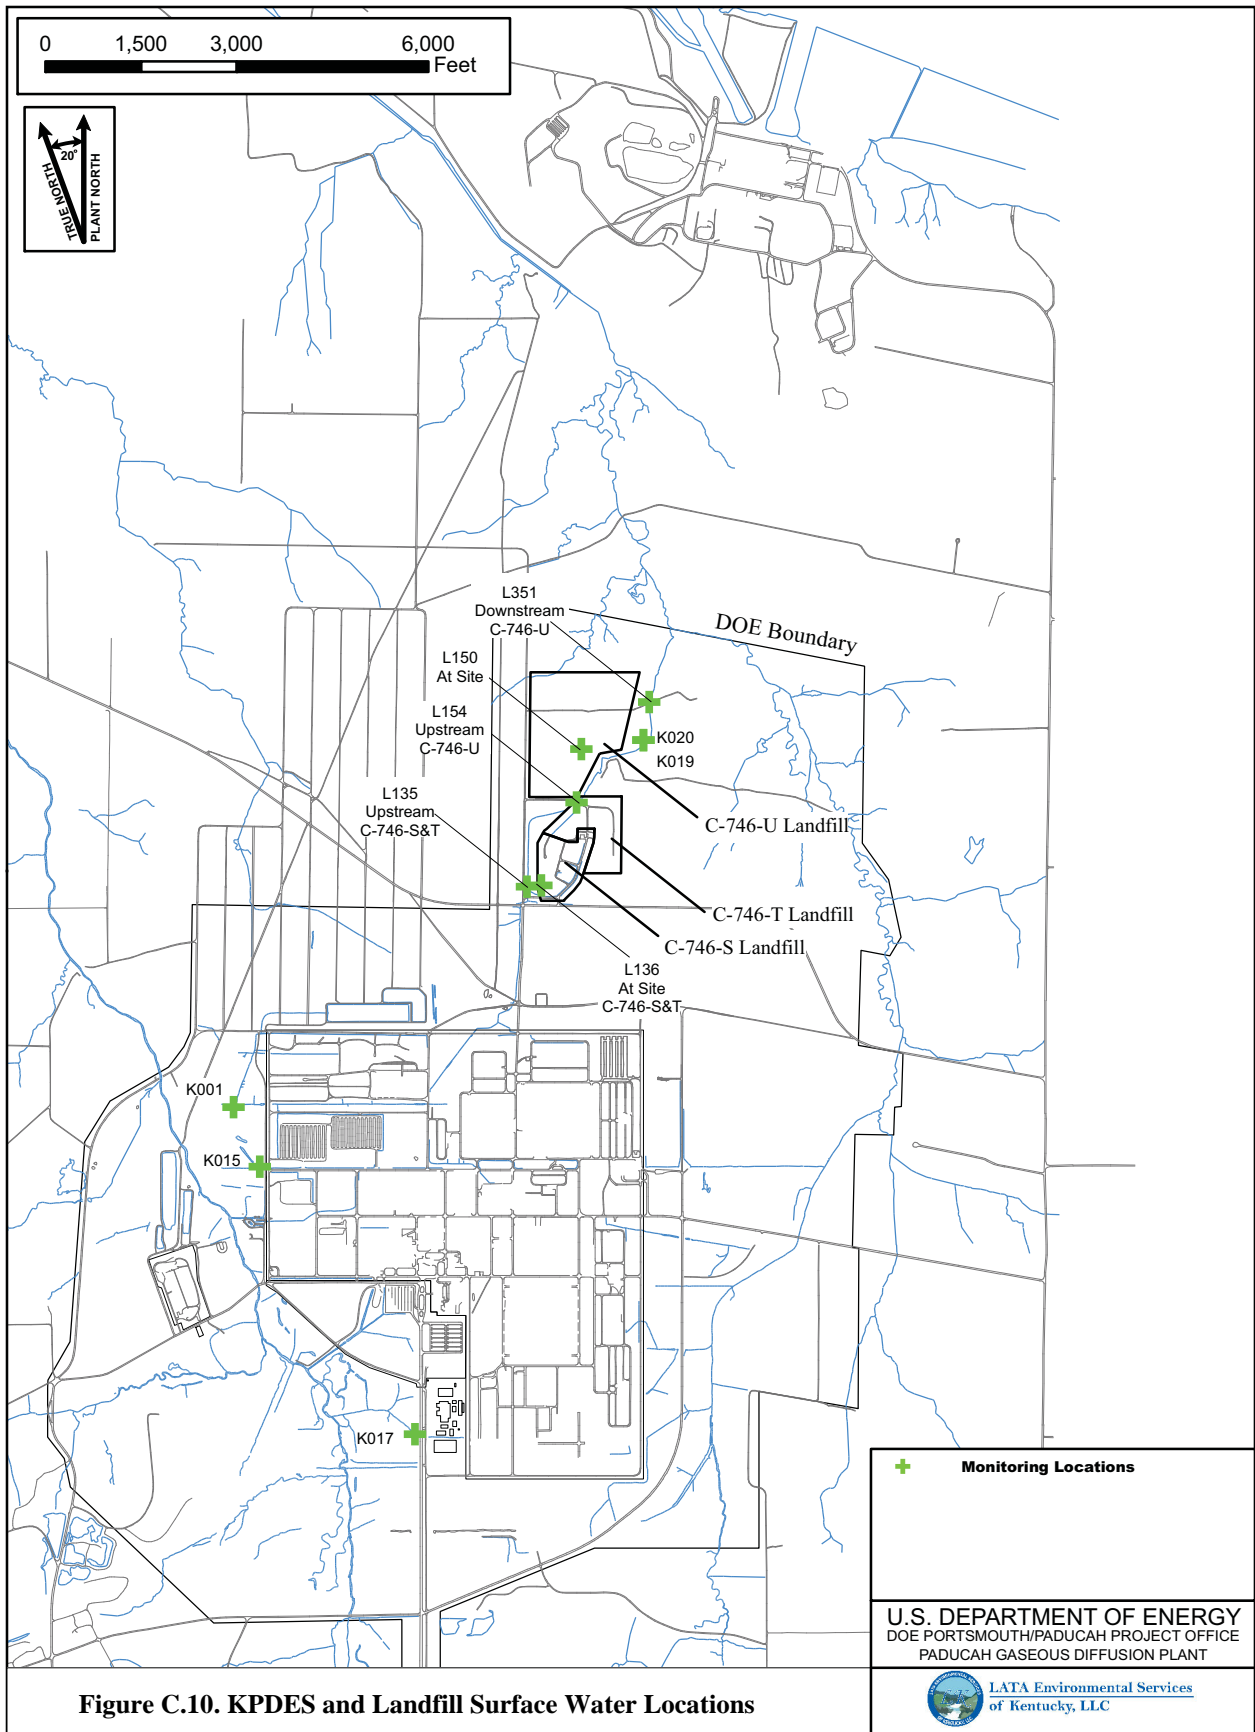 0 1,500 3,000 6,000
Feet
TRUE NORTH
20°
PLANT NORTH
L351
Downstream
C-746-U
DOE Boundary
L150
At Site
L154
Upstream
C-746-U
K020
K019
L135
Upstream
C-746-S&T
C-746-U Landfill
C-746-T Landfill
C-746-S Landfill
L136
At Site
C-746-S&T
K001
K015
K017
Monitoring Locations
U.S. DEPARTMENT OF ENERGY
DOE PORTSMOUTH/PADUCAH PROJECT OFFICE
PADUCAH GASEOUS DIFFUSION PLANT
LATA Environmental Services
of Kentucky, LLC
Figure C.10. KPDES and Landfill Surface Water Locations